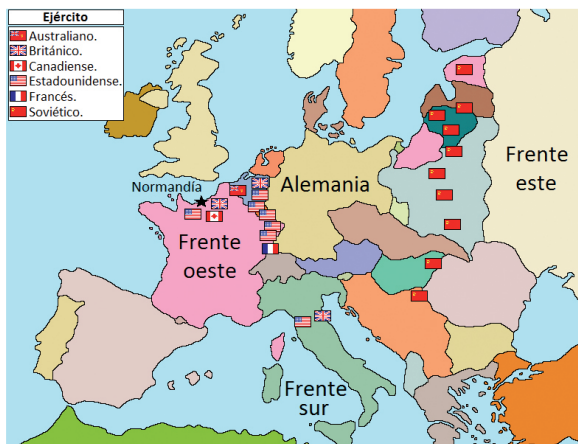 Ejército
Australiano.
Británico.
Canadiense.
Estadounidense.
Francés.
Soviético.
Normandía
Alemania
Frente
este
Frente
oeste
Frente
sur